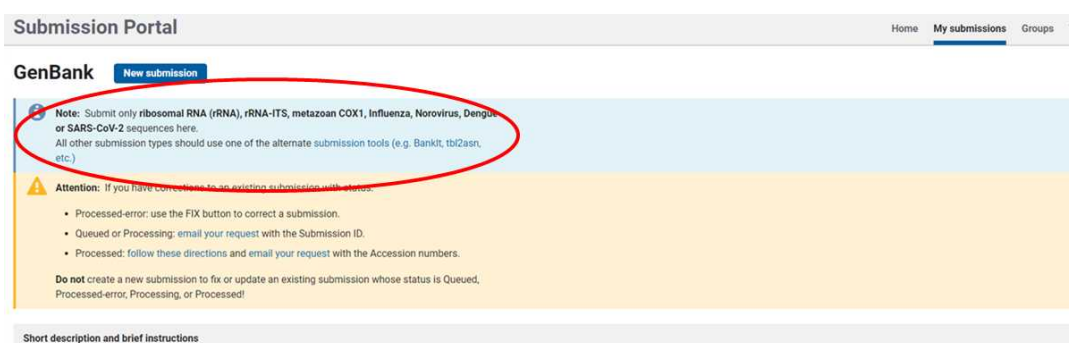 Submission Portal
Home My submissions Groups
GenBank New submission
Note: Submit only ribosomal RNA (rRNA), rRNA-ITS, metazoan COX1, Influenza, Norovirus, Dengue
or SARS-CoV-2 sequences here.
All other submission types should use one of the alternate submission tools (e.g. BankIt, tbl2asn,
etc.)
Attention: If you have corrections to an existing submission with status:
• Processed-error: use the FIX button to correct a submission.
• Queued or Processing: email your request with the Submission ID.
• Processed: follow these directions and email your request with the Accession numbers.
Do not create a new submission to fix or update an existing submission whose status is Queued,
Processed-error, Processing, or Processed!
Short description and brief instructions